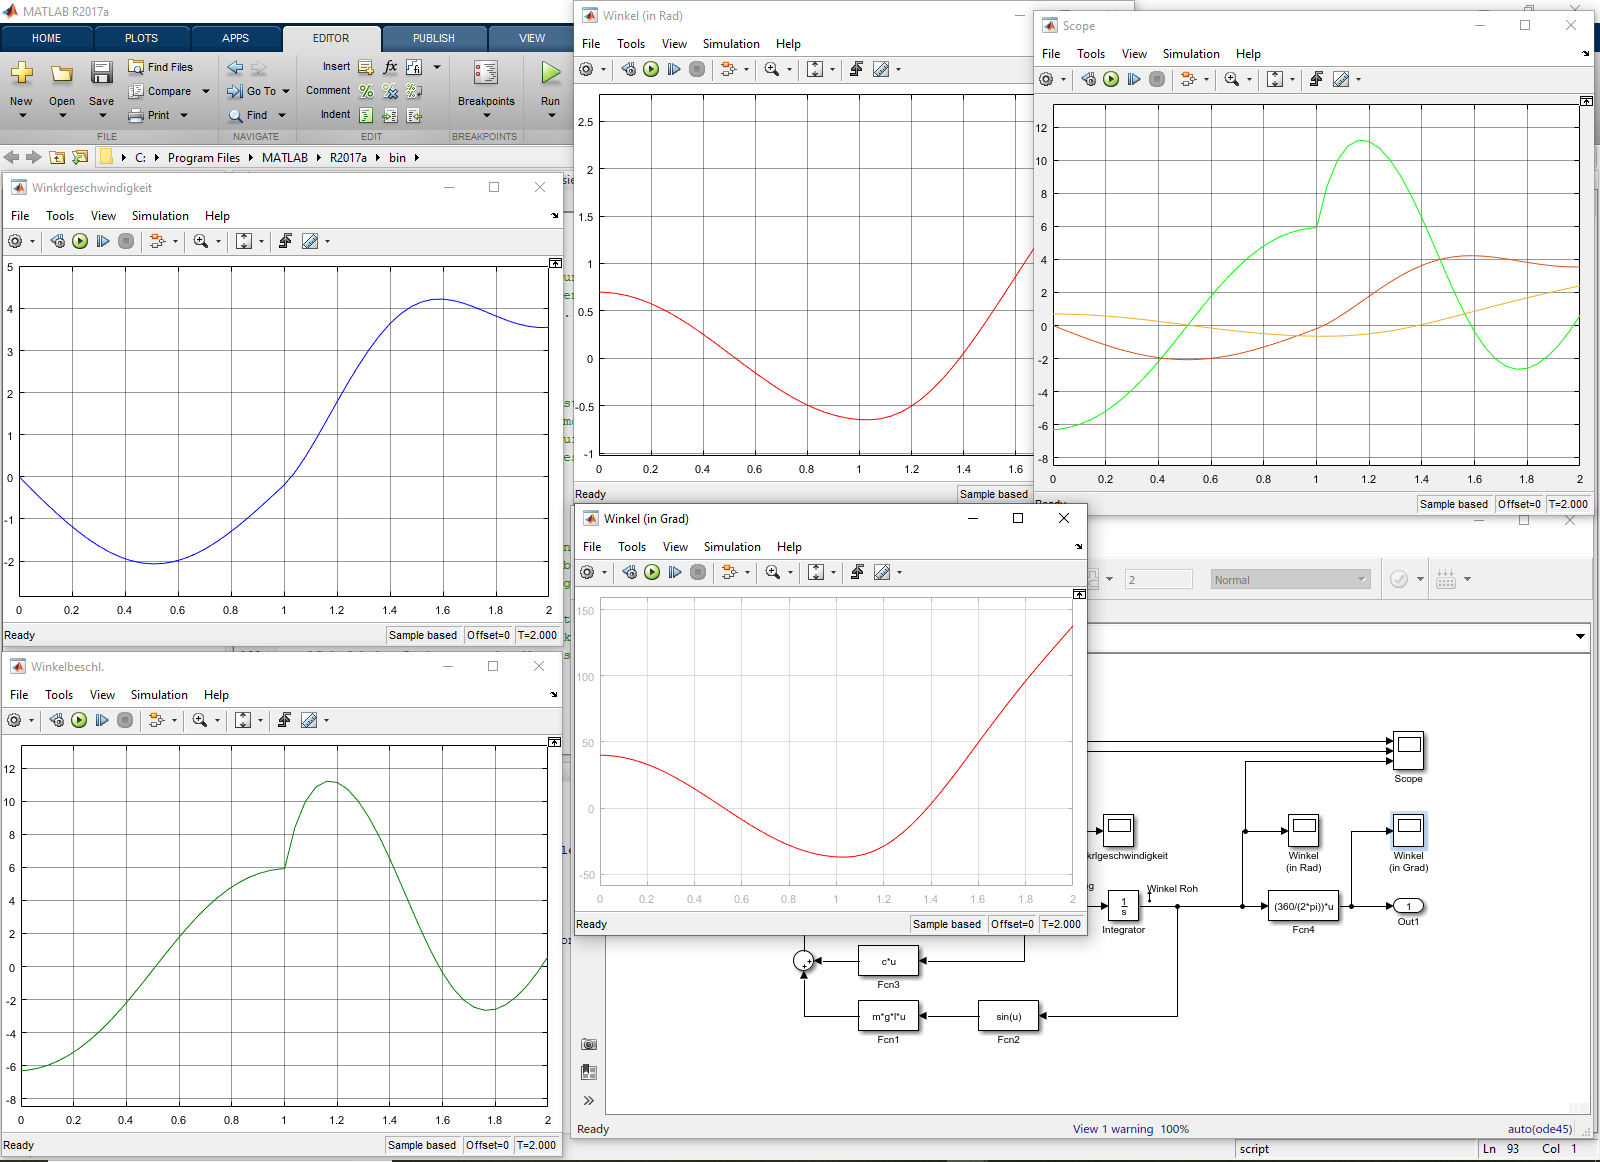 MATLAB R2017a
HOME PLOTS APPS EDITOR PUBLISH VIEW
New Open Save
Find Files
Compare
Print
FILE
Go To
Find
NAVIGATE
Insert fx
Comment
Indent
EDIT
Breakpoints
BREAKPOINTS
Run
C: Program Files MATLAB R2017a bin
Winkrlgeschwindigkeit
File Tools View Simulation Help
5
4
3
2
1
0
-1
-2
0 0.2 0.4 0.6 0.8 1 1.2 1.4 1.6 1.8 2
Ready Sample based Offset=0 T=2.000
Winkelbeschl.
File Tools View Simulation Help
12
10
8
6
4
2
0
-2
-4
-6
-8
0 0.2 0.4 0.6 0.8 1 1.2 1.4 1.6 1.8 2
Ready Sample based Offset=0 T=2.000
Winkel (in Rad)
File Tools View Simulation Help
2.5
2
1.5
1
0.5
0
-0.5
-1
0 0.2 0.4 0.6 0.8 1 1.2 1.4 1.6
Ready Sample based
Scope
File Tools View Simulation Help
12
10
8
6
4
2
0
-2
-4
-6
-8
0 0.2 0.4 0.6 0.8 1 1.2 1.4 1.6 1.8 2
Ready Sample based Offset=0 T=2.000
Winkel (in Grad)
File Tools View Simulation Help
150
100
50
0
-50
0 0.2 0.4 0.6 0.8 1 1.2 1.4 1.6 1.8 2
Ready Sample based Offset=0 T=2.000
2 Normal
Scope
krlgeschwindigkeit
Winkel
(in Rad)
Winkel
(in Grad)
Winkel Roh
1
s
Integrator
(360/(2*pi))*u
Fcn4
1
Out1
c*u
Fcn3
m*g*l*u
Fcn1
sin(u)
Fcn2
Ready View 1 warning 100% auto(ode45)
script Ln 93 Col 1